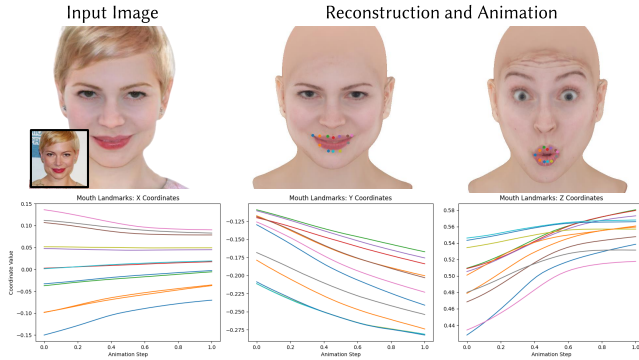 Input Image
Reconstruction and Animation
Mouth Landmarks: X Coordinates
Mouth Landmarks: Y Coordinates
Mouth Landmarks: Z Coordinates
Coordinate Value
0.15
0.10
0.05
0.00
−0.05
−0.10
−0.15
0.0 0.2 0.4 0.6 0.8 1.0
Animation Step
−0.125
−0.150
−0.175
−0.200
−0.225
−0.250
−0.275
0.0 0.2 0.4 0.6 0.8 1.0
Animation Step
0.58
0.56
0.54
0.52
0.50
0.48
0.46
0.44
0.0 0.2 0.4 0.6 0.8 1.0
Animation Step